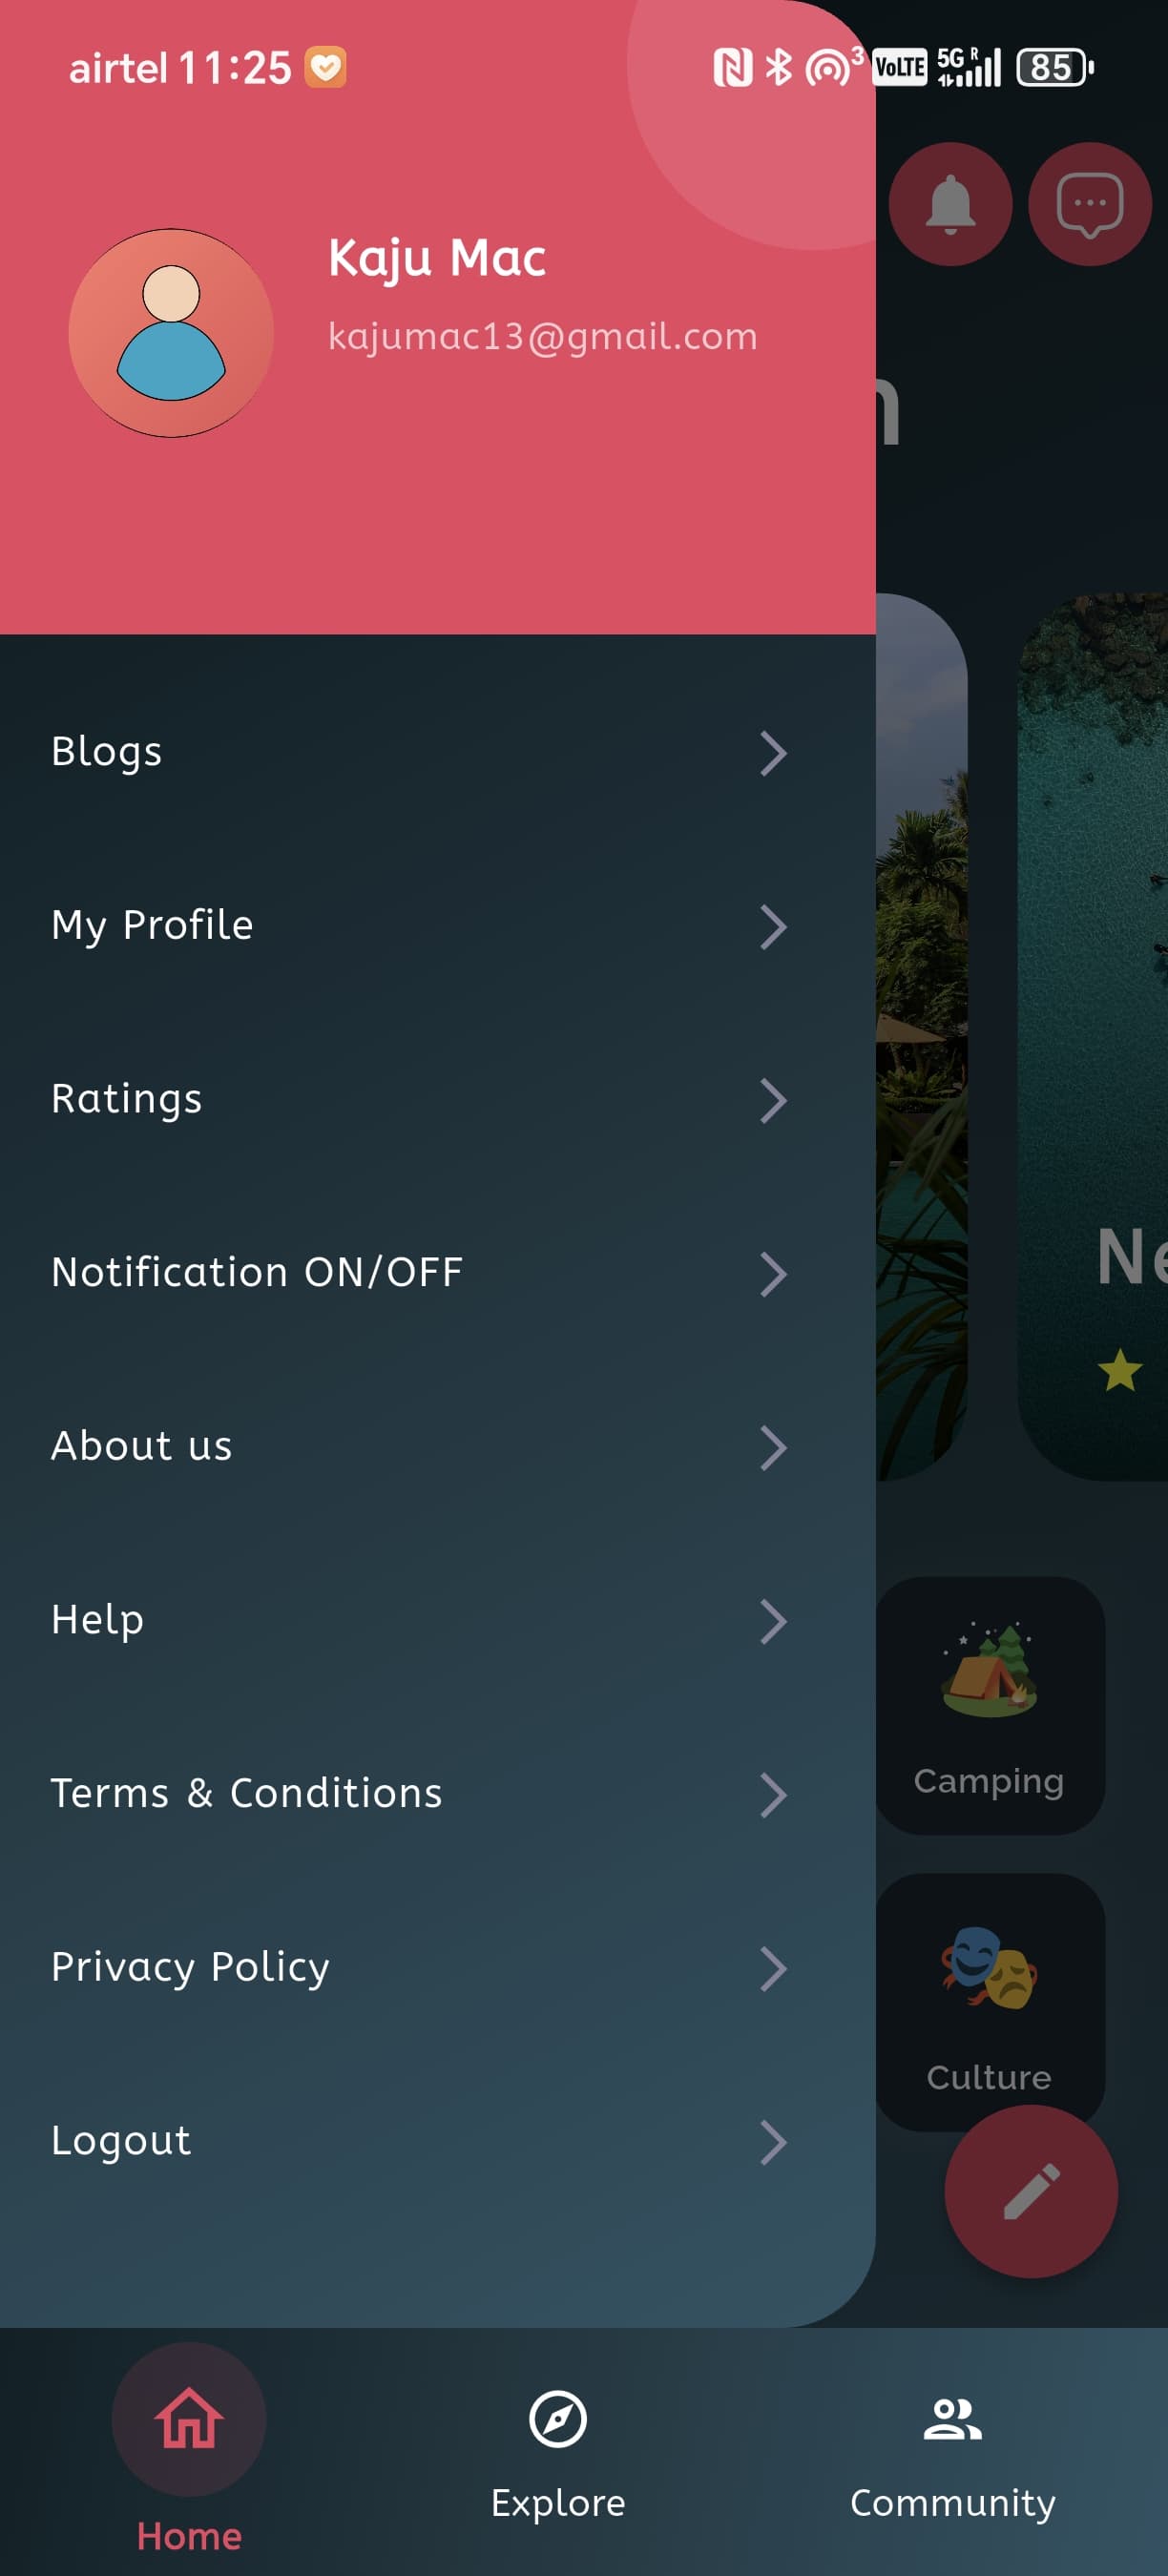 airtel 11:25
3 VoLTE 5G R 85
Kaju Mac
kajumac13@gmail.com
Blogs
My Profile
Ratings
Notification ON/OFF
About us
Help
Terms & Conditions
Privacy Policy
Logout
Camping
Culture
Home
Explore
Community